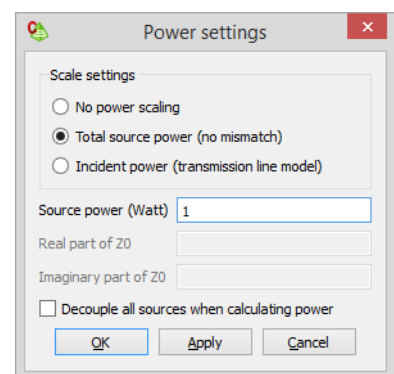 Power settings
Scale settings
No power scaling
Total source power (no mismatch)
Incident power (transmission line model)
Source power (Watt) 1
Real part of Z0
Imaginary part of Z0
Decouple all sources when calculating power
OK Apply Cancel